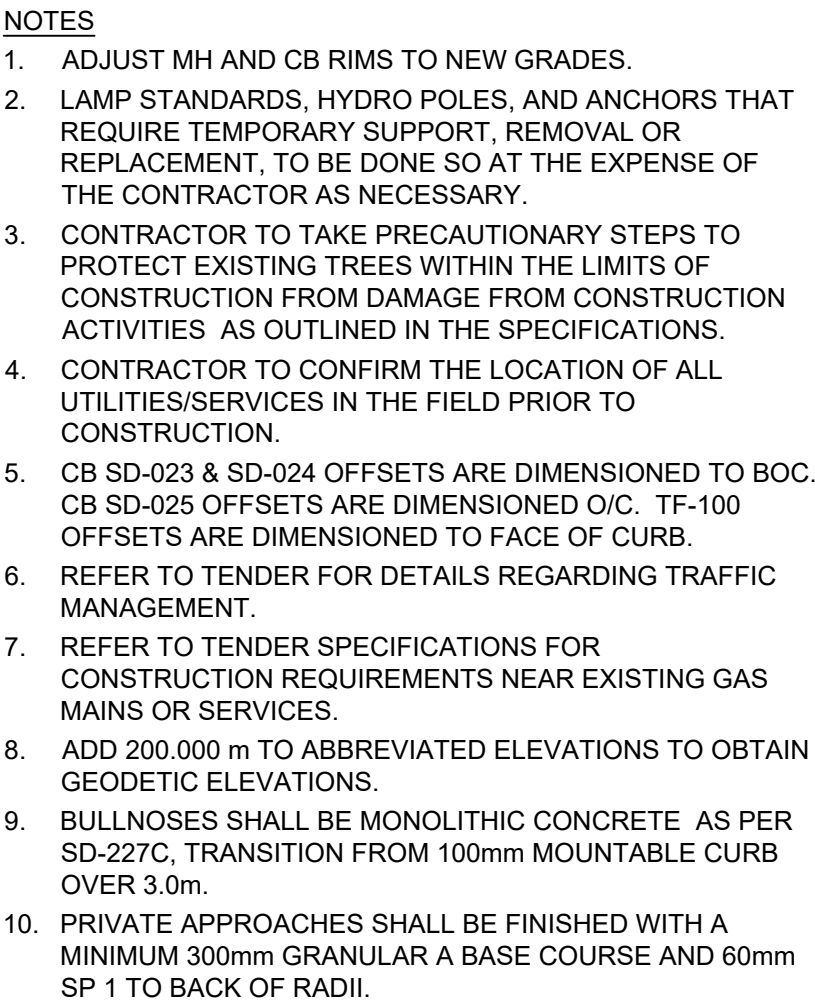 NOTES
1. ADJUST MH AND CB RIMS TO NEW GRADES.
2. LAMP STANDARDS, HYDRO POLES, AND ANCHORS THAT
REQUIRE TEMPORARY SUPPORT, REMOVAL OR
REPLACEMENT, TO BE DONE SO AT THE EXPENSE OF
THE CONTRACTOR AS NECESSARY.
3. CONTRACTOR TO TAKE PRECAUTIONARY STEPS TO
PROTECT EXISTING TREES WITHIN THE LIMITS OF
CONSTRUCTION FROM DAMAGE FROM CONSTRUCTION
ACTIVITIES AS OUTLINED IN THE SPECIFICATIONS.
4. CONTRACTOR TO CONFIRM THE LOCATION OF ALL
UTILITIES/SERVICES IN THE FIELD PRIOR TO
CONSTRUCTION.
5. CB SD-023 & SD-024 OFFSETS ARE DIMENSIONED TO BOC.
CB SD-025 OFFSETS ARE DIMENSIONED O/C. TF-100
OFFSETS ARE DIMENSIONED TO FACE OF CURB.
6. REFER TO TENDER FOR DETAILS REGARDING TRAFFIC
MANAGEMENT.
7. REFER TO TENDER SPECIFICATIONS FOR
CONSTRUCTION REQUIREMENTS NEAR EXISTING GAS
MAINS OR SERVICES.
8. ADD 200.000 m TO ABBREVIATED ELEVATIONS TO OBTAIN
GEODETIC ELEVATIONS.
9. BULLNOSES SHALL BE MONOLITHIC CONCRETE AS PER
SD-227C, TRANSITION FROM 100mm MOUNTABLE CURB
OVER 3.0m.
10. PRIVATE APPROACHES SHALL BE FINISHED WITH A
MINIMUM 300mm GRANULAR A BASE COURSE AND 60mm
SP 1 TO BACK OF RADII.